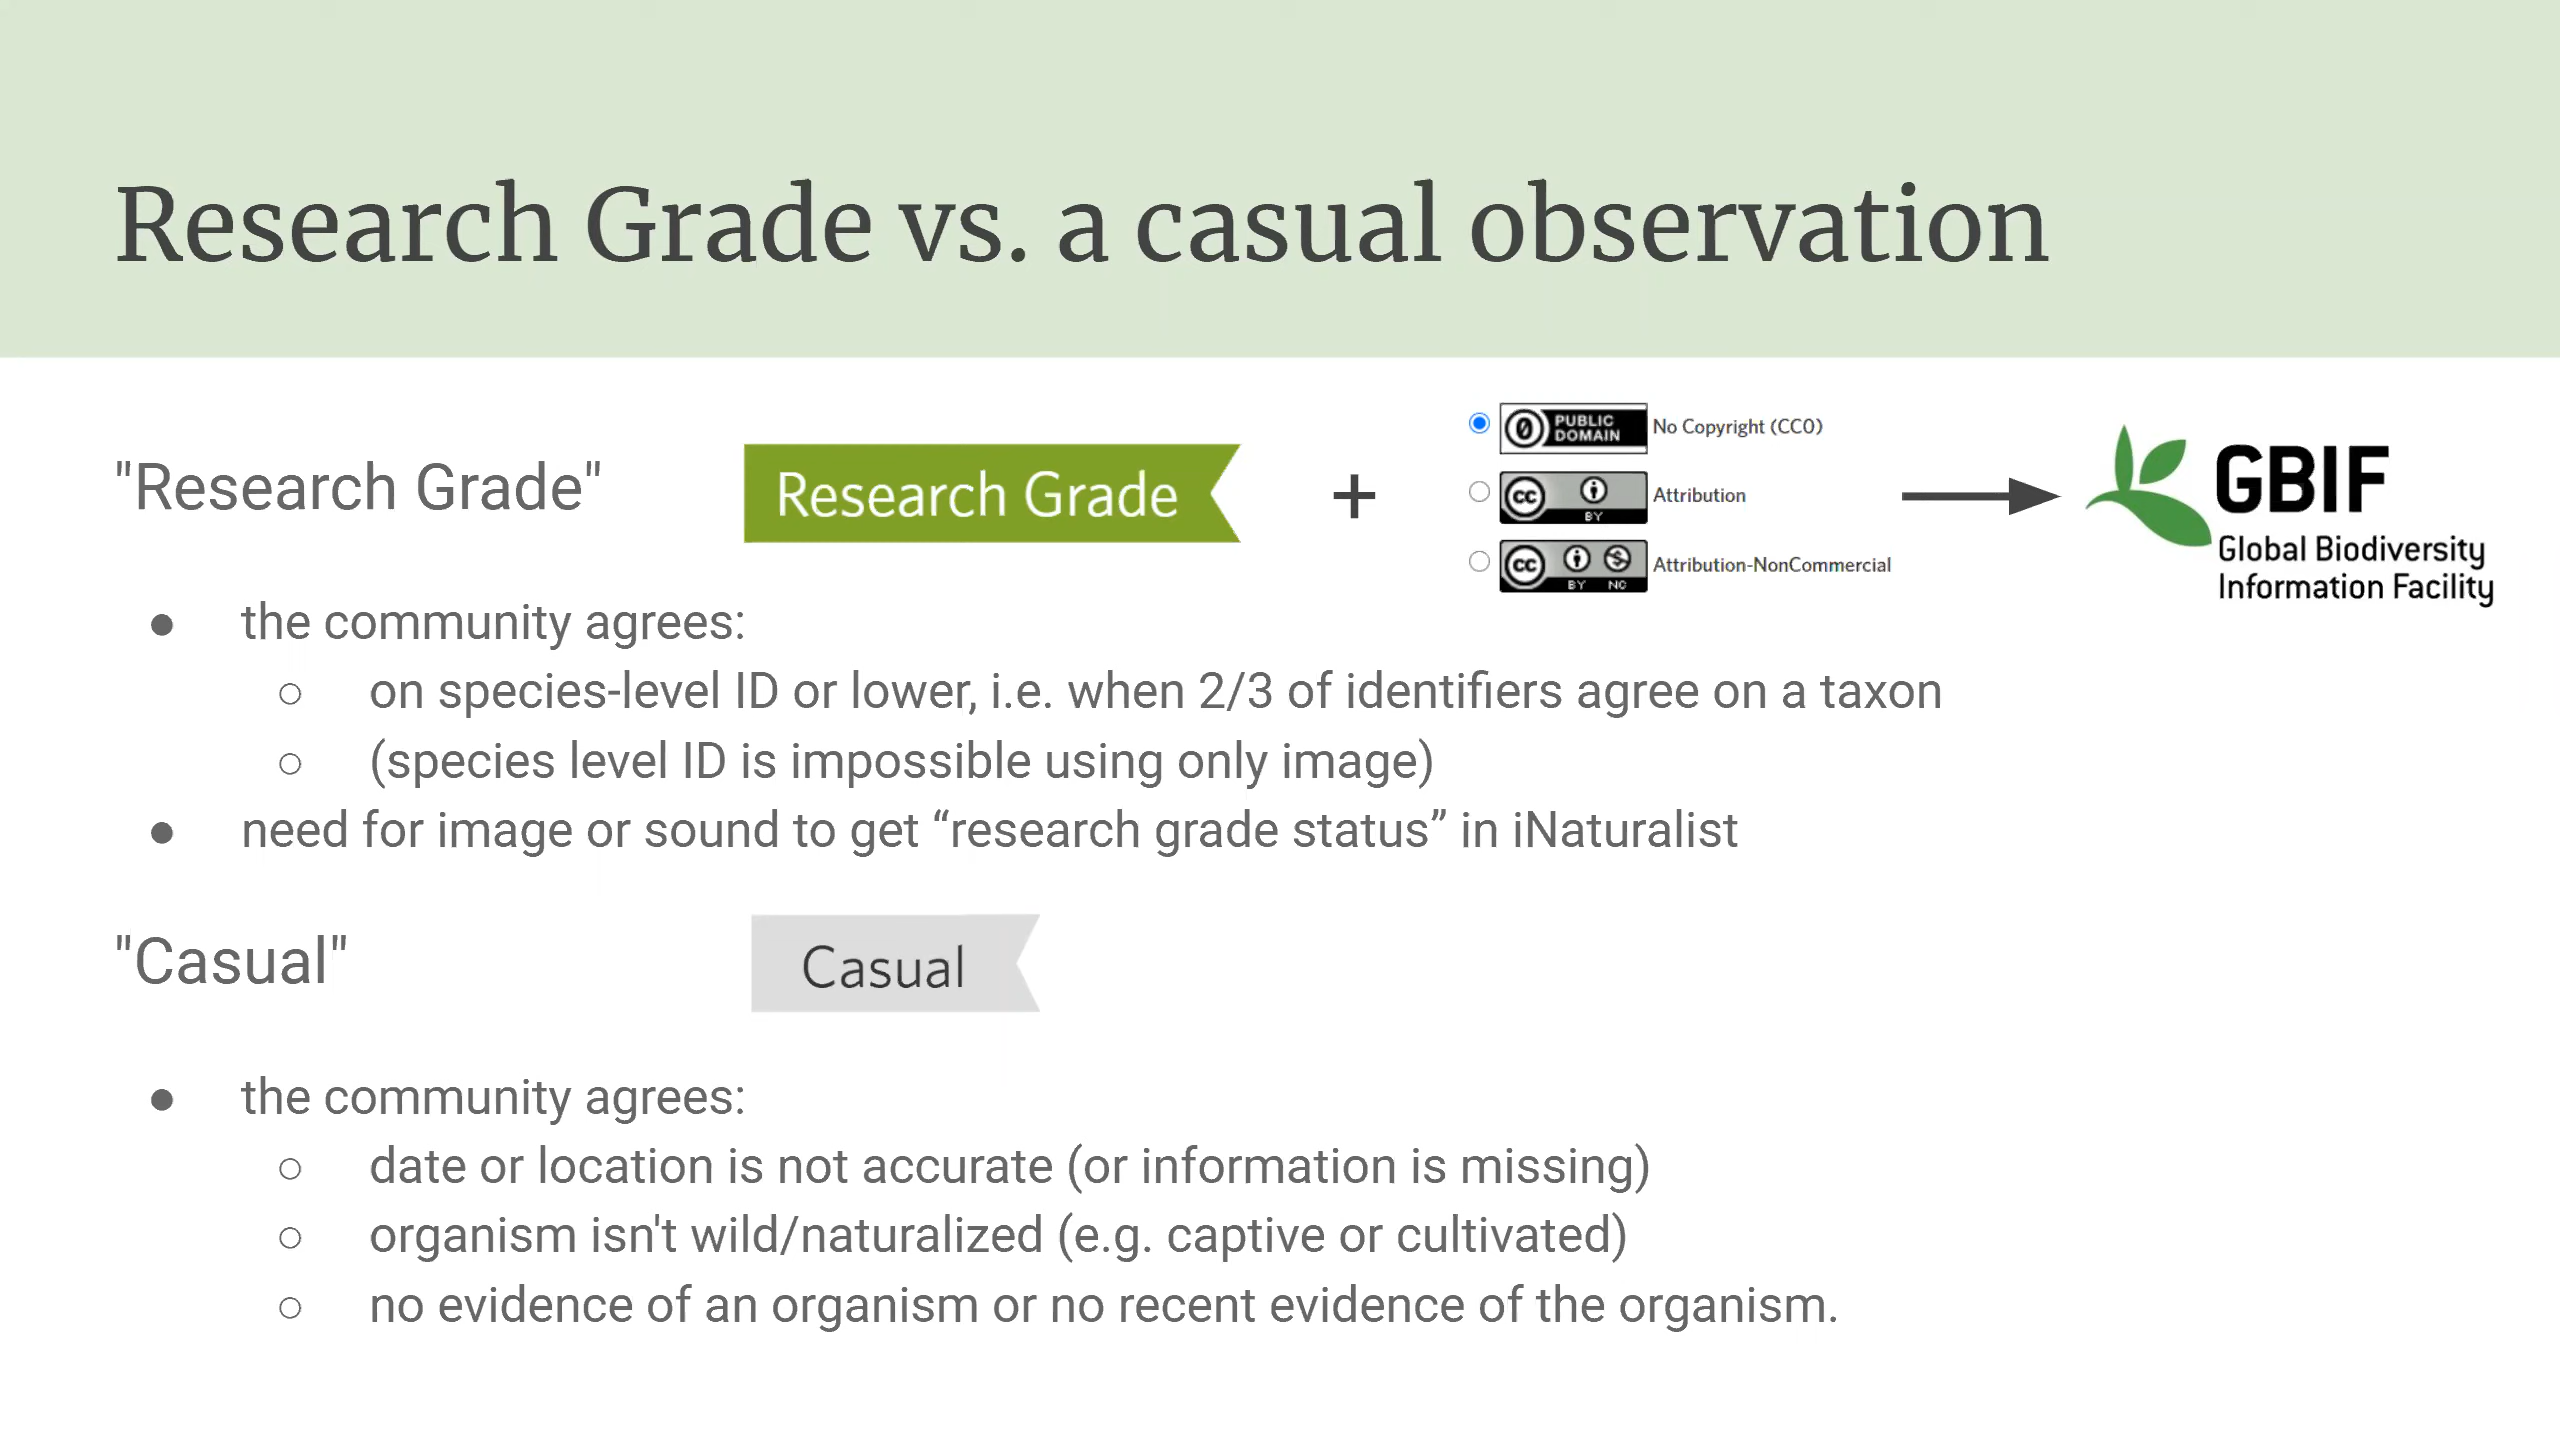 Research Grade vs. a casual observation
"Research Grade"
Research Grade
+
0 PUBLIC DOMAIN No Copyright (CC0)
cc BY Attribution
cc BY NC Attribution-NonCommercial
GBIF
Global Biodiversity
Information Facility
● the community agrees:
○ on species-level ID or lower, i.e. when 2/3 of identifiers agree on a taxon
○ (species level ID is impossible using only image)
● need for image or sound to get “research grade status” in iNaturalist
"Casual"
Casual
● the community agrees:
○ date or location is not accurate (or information is missing)
○ organism isn't wild/naturalized (e.g. captive or cultivated)
○ no evidence of an organism or no recent evidence of the organism.